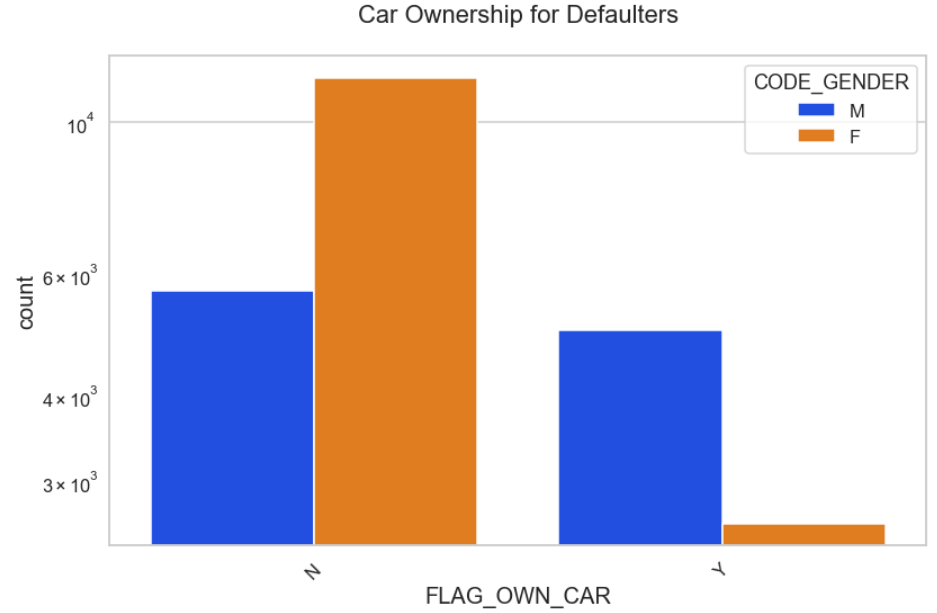 Car Ownership for Defaulters
CODE_GENDER
M
F
10⁴
6 × 10³
4 × 10³
3 × 10³
count
N
Y
FLAG_OWN_CAR